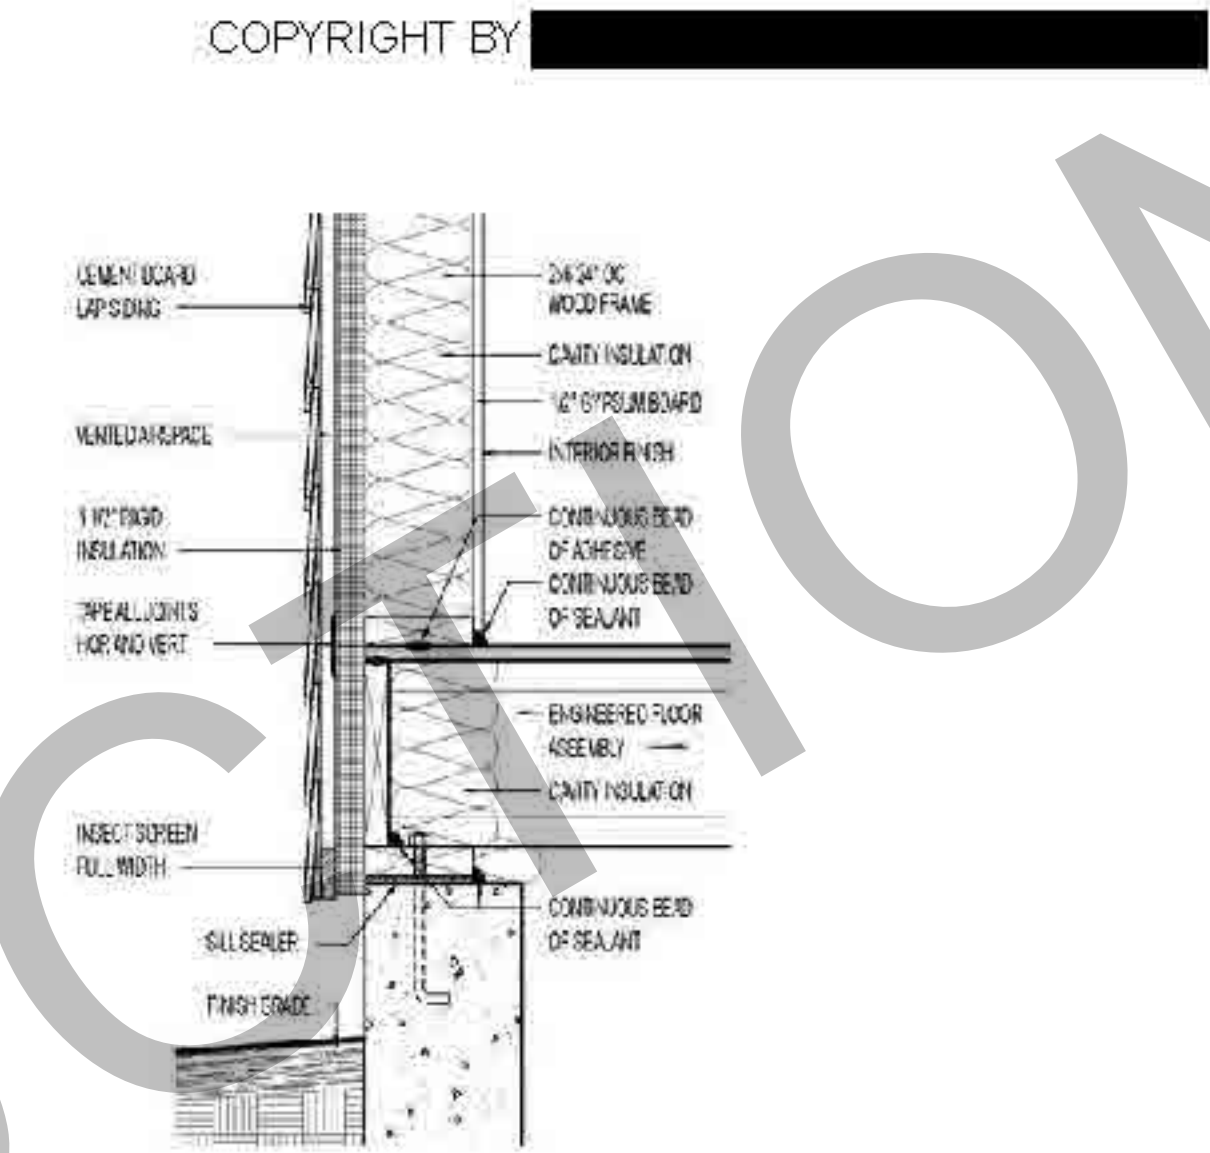 COPYRIGHT BY
CEMENT BOARD
LAP SIDING
2x6 24" OC
WOOD FRAME
CAVITY INSULATION
1/2" GYPSUM BOARD
VENTED AIRSPACE
INTERIOR FINISH
1 1/2" RIGID
INSULATION
CONTINUOUS BEAD
OF ADHESIVE
CONTINUOUS BEAD
OF SEALANT
TAPE ALL JOINTS
HOR AND VERT
ENGINEERED FLOOR
ASSEMBLY
CAVITY INSULATION
INSECT SCREEN
FULL WIDTH
CONTINUOUS BEAD
OF SEALANT
SILL SEALER
FINISH GRADE